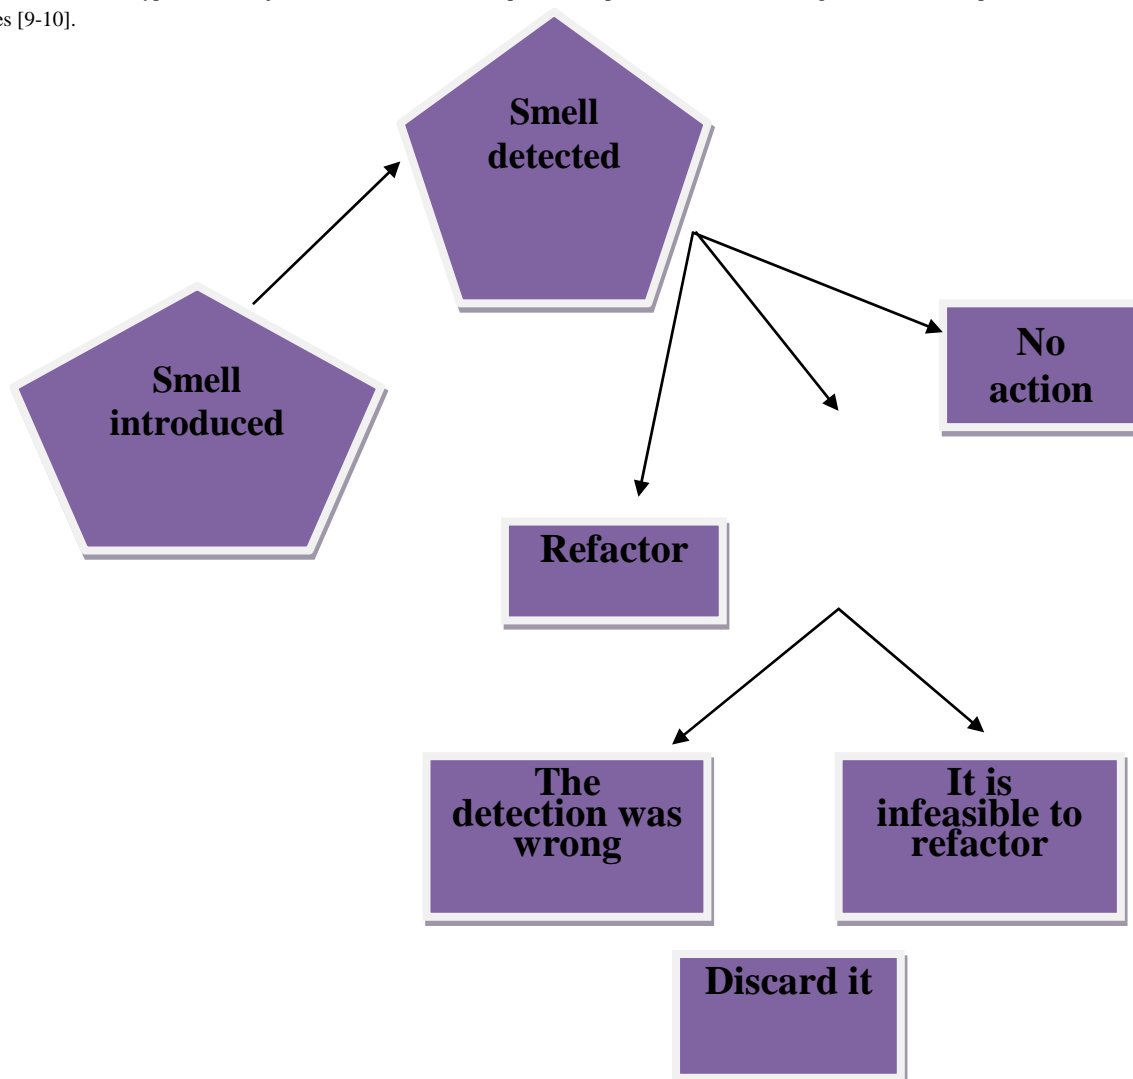 es [9-10].
Smell
detected
Smell
introduced
No
action
Refactor
The
detection was
wrong
It is
infeasible to
refactor
Discard it